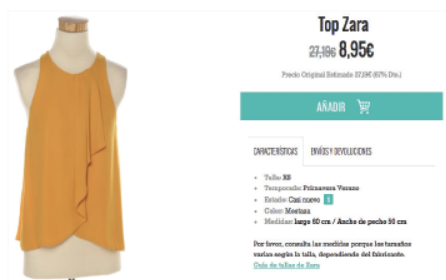 Top Zara
27,19€ 8,95€
Precio Original Estimado 27,19€ (67% Dto.)
AÑADIR
CARACTERÍSTICAS ENVÍOS Y DEVOLUCIONES
Talla: XS
Temporada: Primavera Verano
Estado: Casi nuevo i
Color: Mostaza
Medidas: largo 60 cm / Ancho de pecho 50 cm
Por favor, consulta las medidas porque los tamaños
varían según la talla, dependiendo del fabricante.
Guía de tallas de Zara